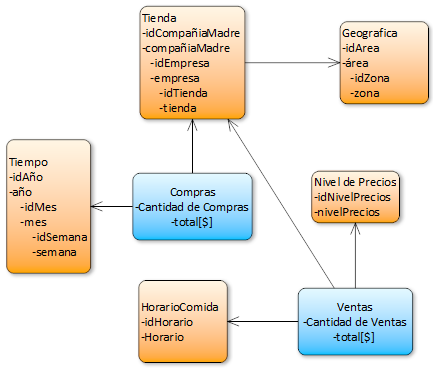 Tienda
-idCompañiaMadre
-compañiaMadre
-idEmpresa
-empresa
-idTienda
-tienda
Geografica
-idArea
-área
-idZona
-zona
Tiempo
-idAño
-año
-idMes
-mes
-idSemana
-semana
Compras
-Cantidad de Compras
-total[$]
Nivel de Precios
-idNivelPrecios
-nivelPrecios
HorarioComida
-idHorario
-Horario
Ventas
-Cantidad de Ventas
-total[$]